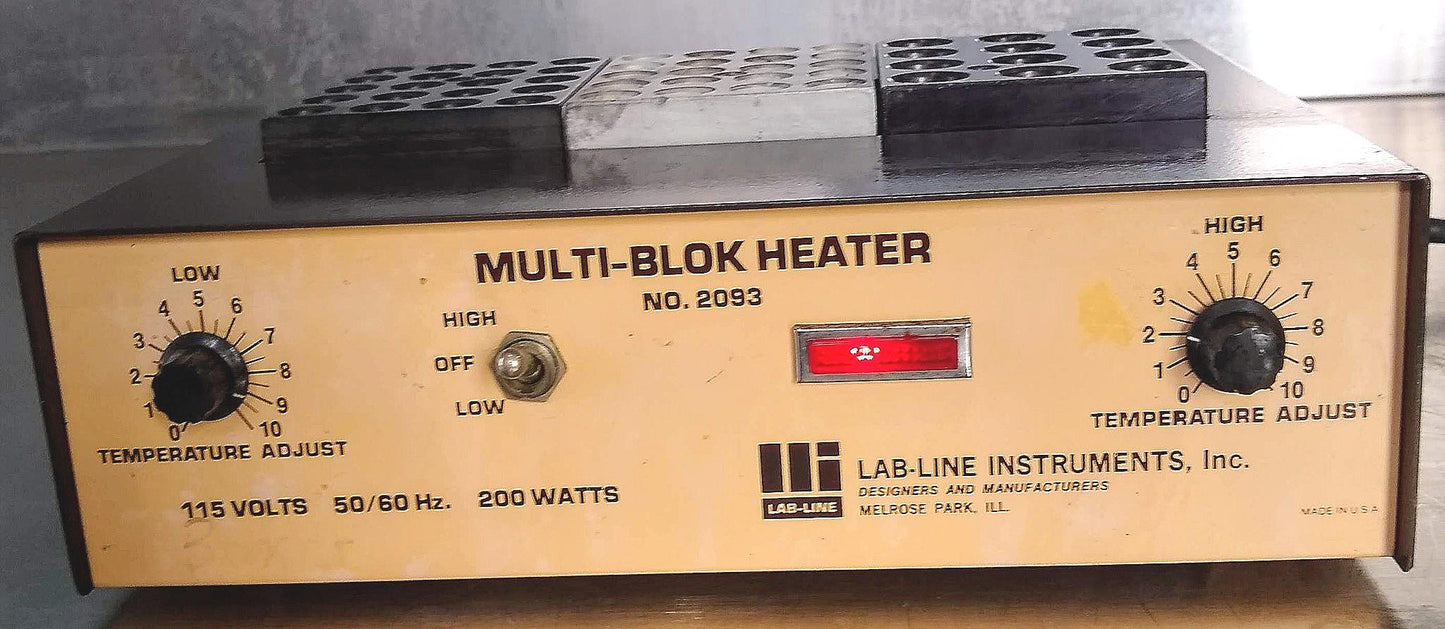 MULTI-BLOK HEATER
NO. 2093
LOW
0 1 2 3 4 5 6 7 8 9 10
TEMPERATURE ADJUST
HIGH
OFF
LOW
HIGH
0 1 2 3 4 5 6 7 8 9 10
TEMPERATURE ADJUST
115 VOLTS 50/60 Hz. 200 WATTS
LAB-LINE
LAB-LINE INSTRUMENTS, Inc.
DESIGNERS AND MANUFACTURERS
MELROSE PARK, ILL.
MADE IN U.S.A